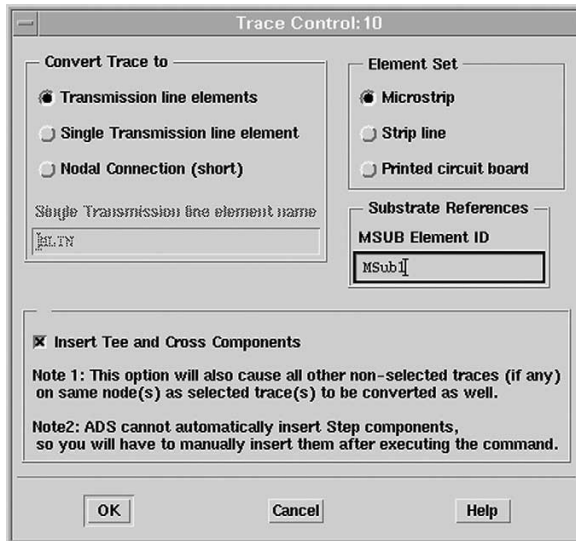 Trace Control:10
Convert Trace to
Transmission line elements
Single Transmission line element
Nodal Connection (short)
Single Transmission line element name
MLIN
Element Set
Microstrip
Strip line
Printed circuit board
Substrate References
MSUB Element ID
MSub1
Insert Tee and Cross Components
Note 1: This option will also cause all other non-selected traces (if any)
on same node(s) as selected trace(s) to be converted as well.
Note2: ADS cannot automatically insert Step components,
so you will have to manually insert them after executing the command.
OK
Cancel
Help